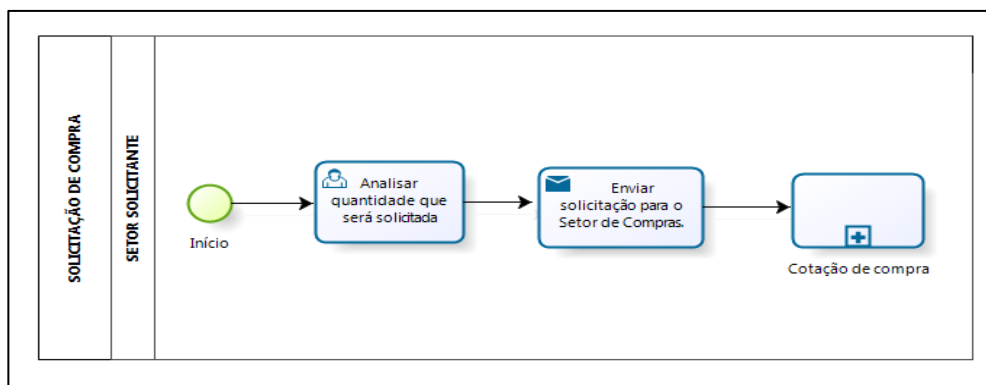 SOLICITAÇÃO DE COMPRA
SETOR SOLICITANTE
Início
Analisar
quantidade que
será solicitada
Enviar
solicitação para o
Setor de Compras.
Cotação de compra